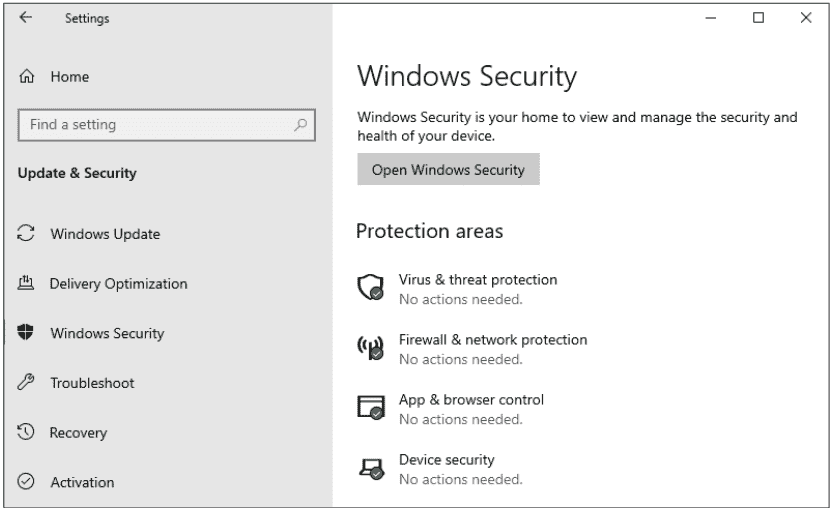 Settings
Home
Find a setting
Update & Security
Windows Update
Delivery Optimization
Windows Security
Troubleshoot
Recovery
Activation
Windows Security
Windows Security is your home to view and manage the security and
health of your device.
Open Windows Security
Protection areas
Virus & threat protection
No actions needed.
Firewall & network protection
No actions needed.
App & browser control
No actions needed.
Device security
No actions needed.